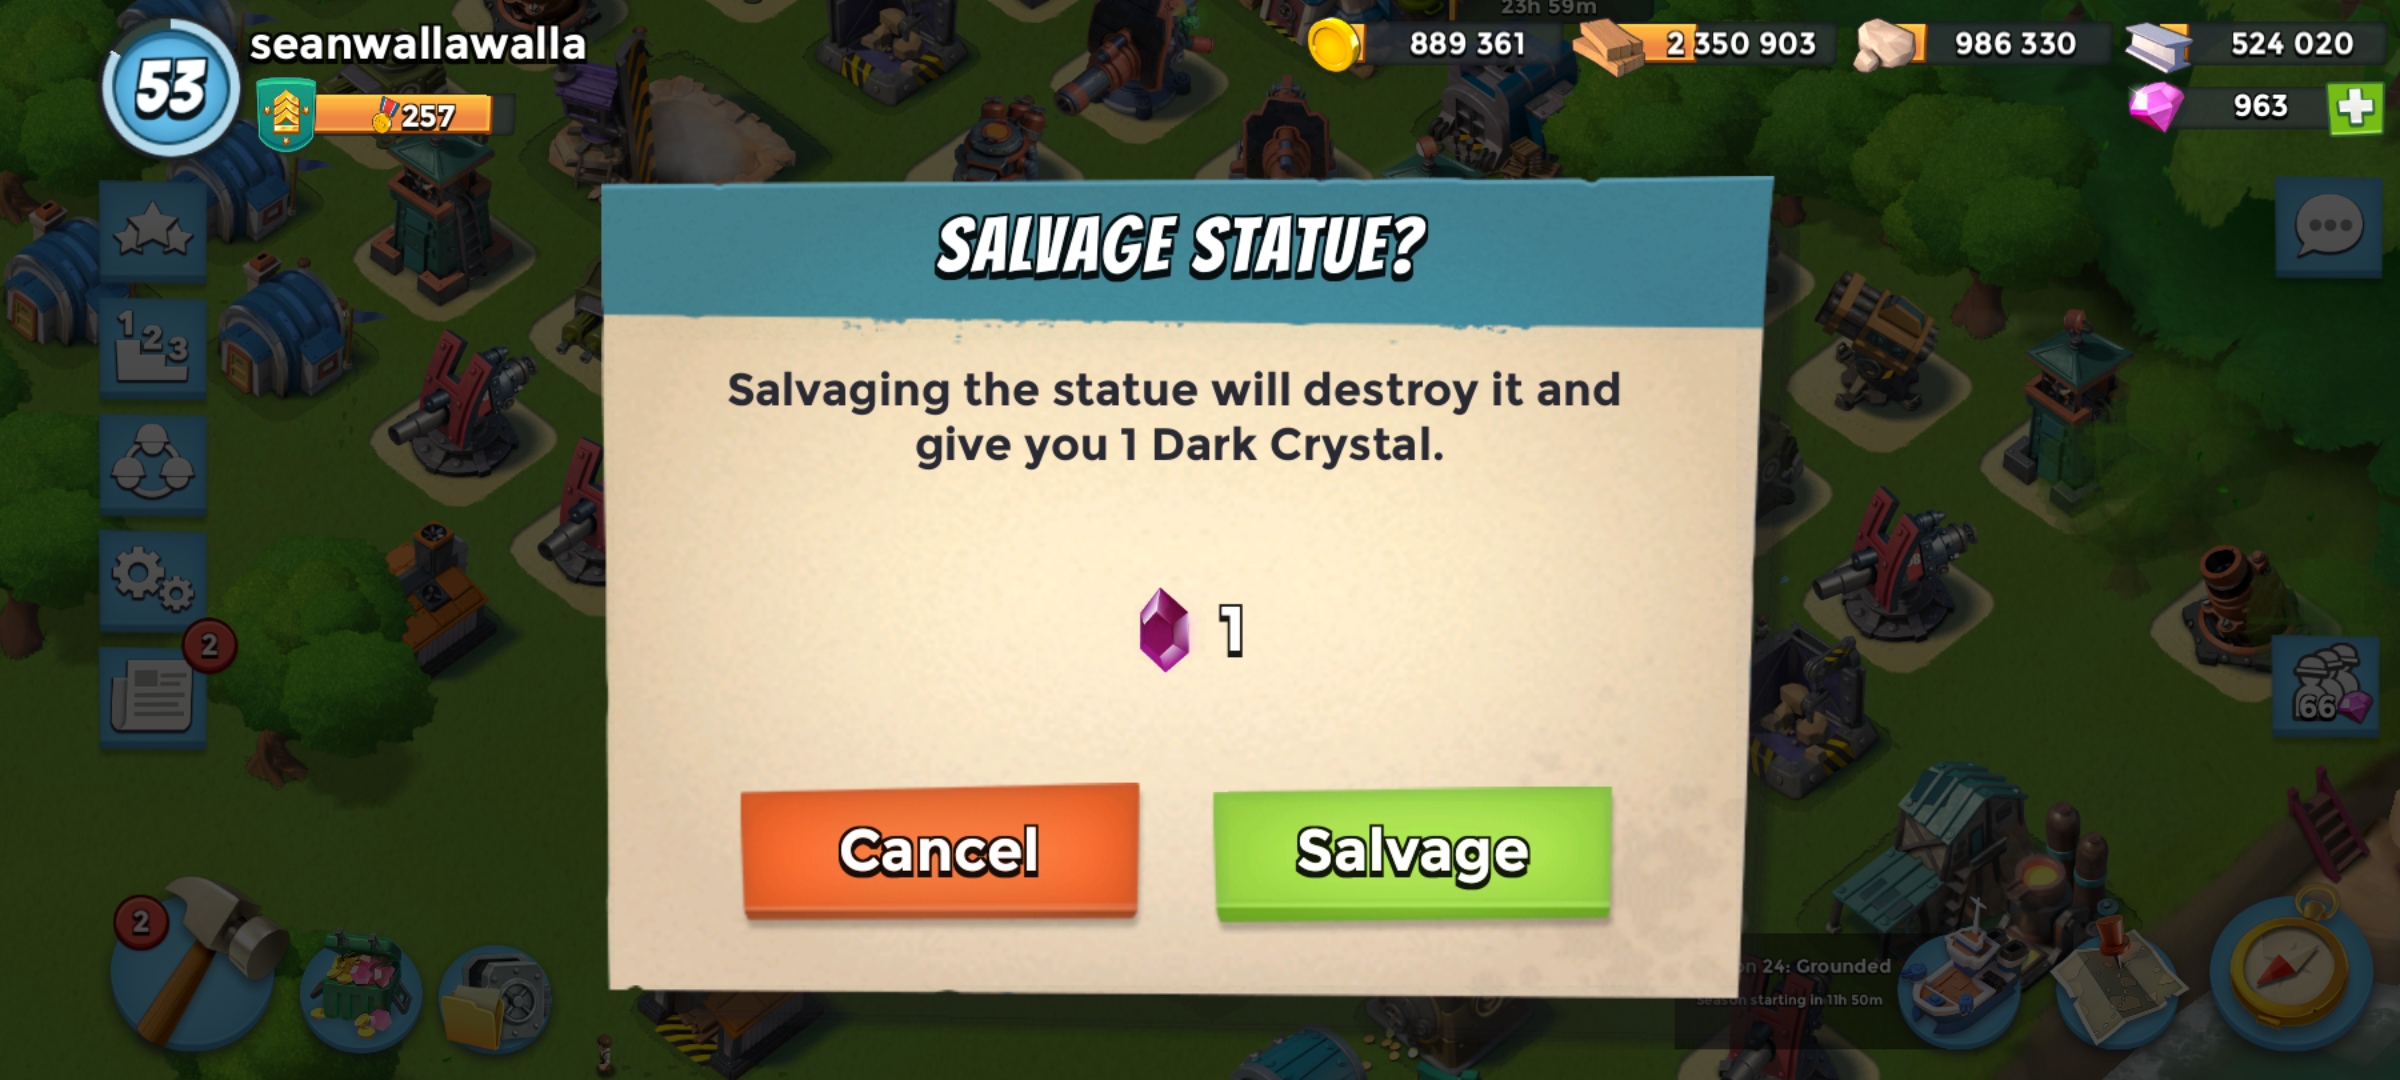 23h 59m
53
seanwallawalla
257
889 361
2 350 903
986 330
524 020
963
SALVAGE STATUE?
Salvaging the statue will destroy it and
give you 1 Dark Crystal.
1
Cancel
Salvage
1 2 3
2
66
2
24: Grounded
Season starting in 11h 50m